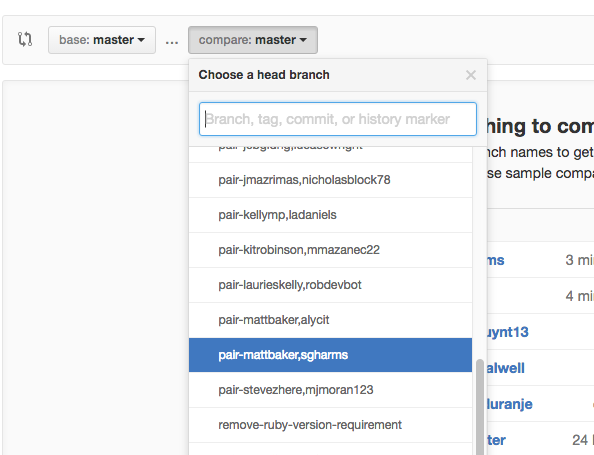 base: master
...
compare: master
Choose a head branch
Branch, tag, commit, or history marker
hing to com
nch names to get
se sample compa
pair-jmazrimas,nicholasblock78
pair-kellymp,ladaniels
pair-kitrobinson,mmazanec22
ms 3 mi
pair-laurieskelly,robdevbot
4 min
pair-mattbaker,alycit
uynt13
pair-mattbaker,sgharms
alwell
pair-stevezhere,mjmoran123
luranje
remove-ruby-version-requirement
ter 24